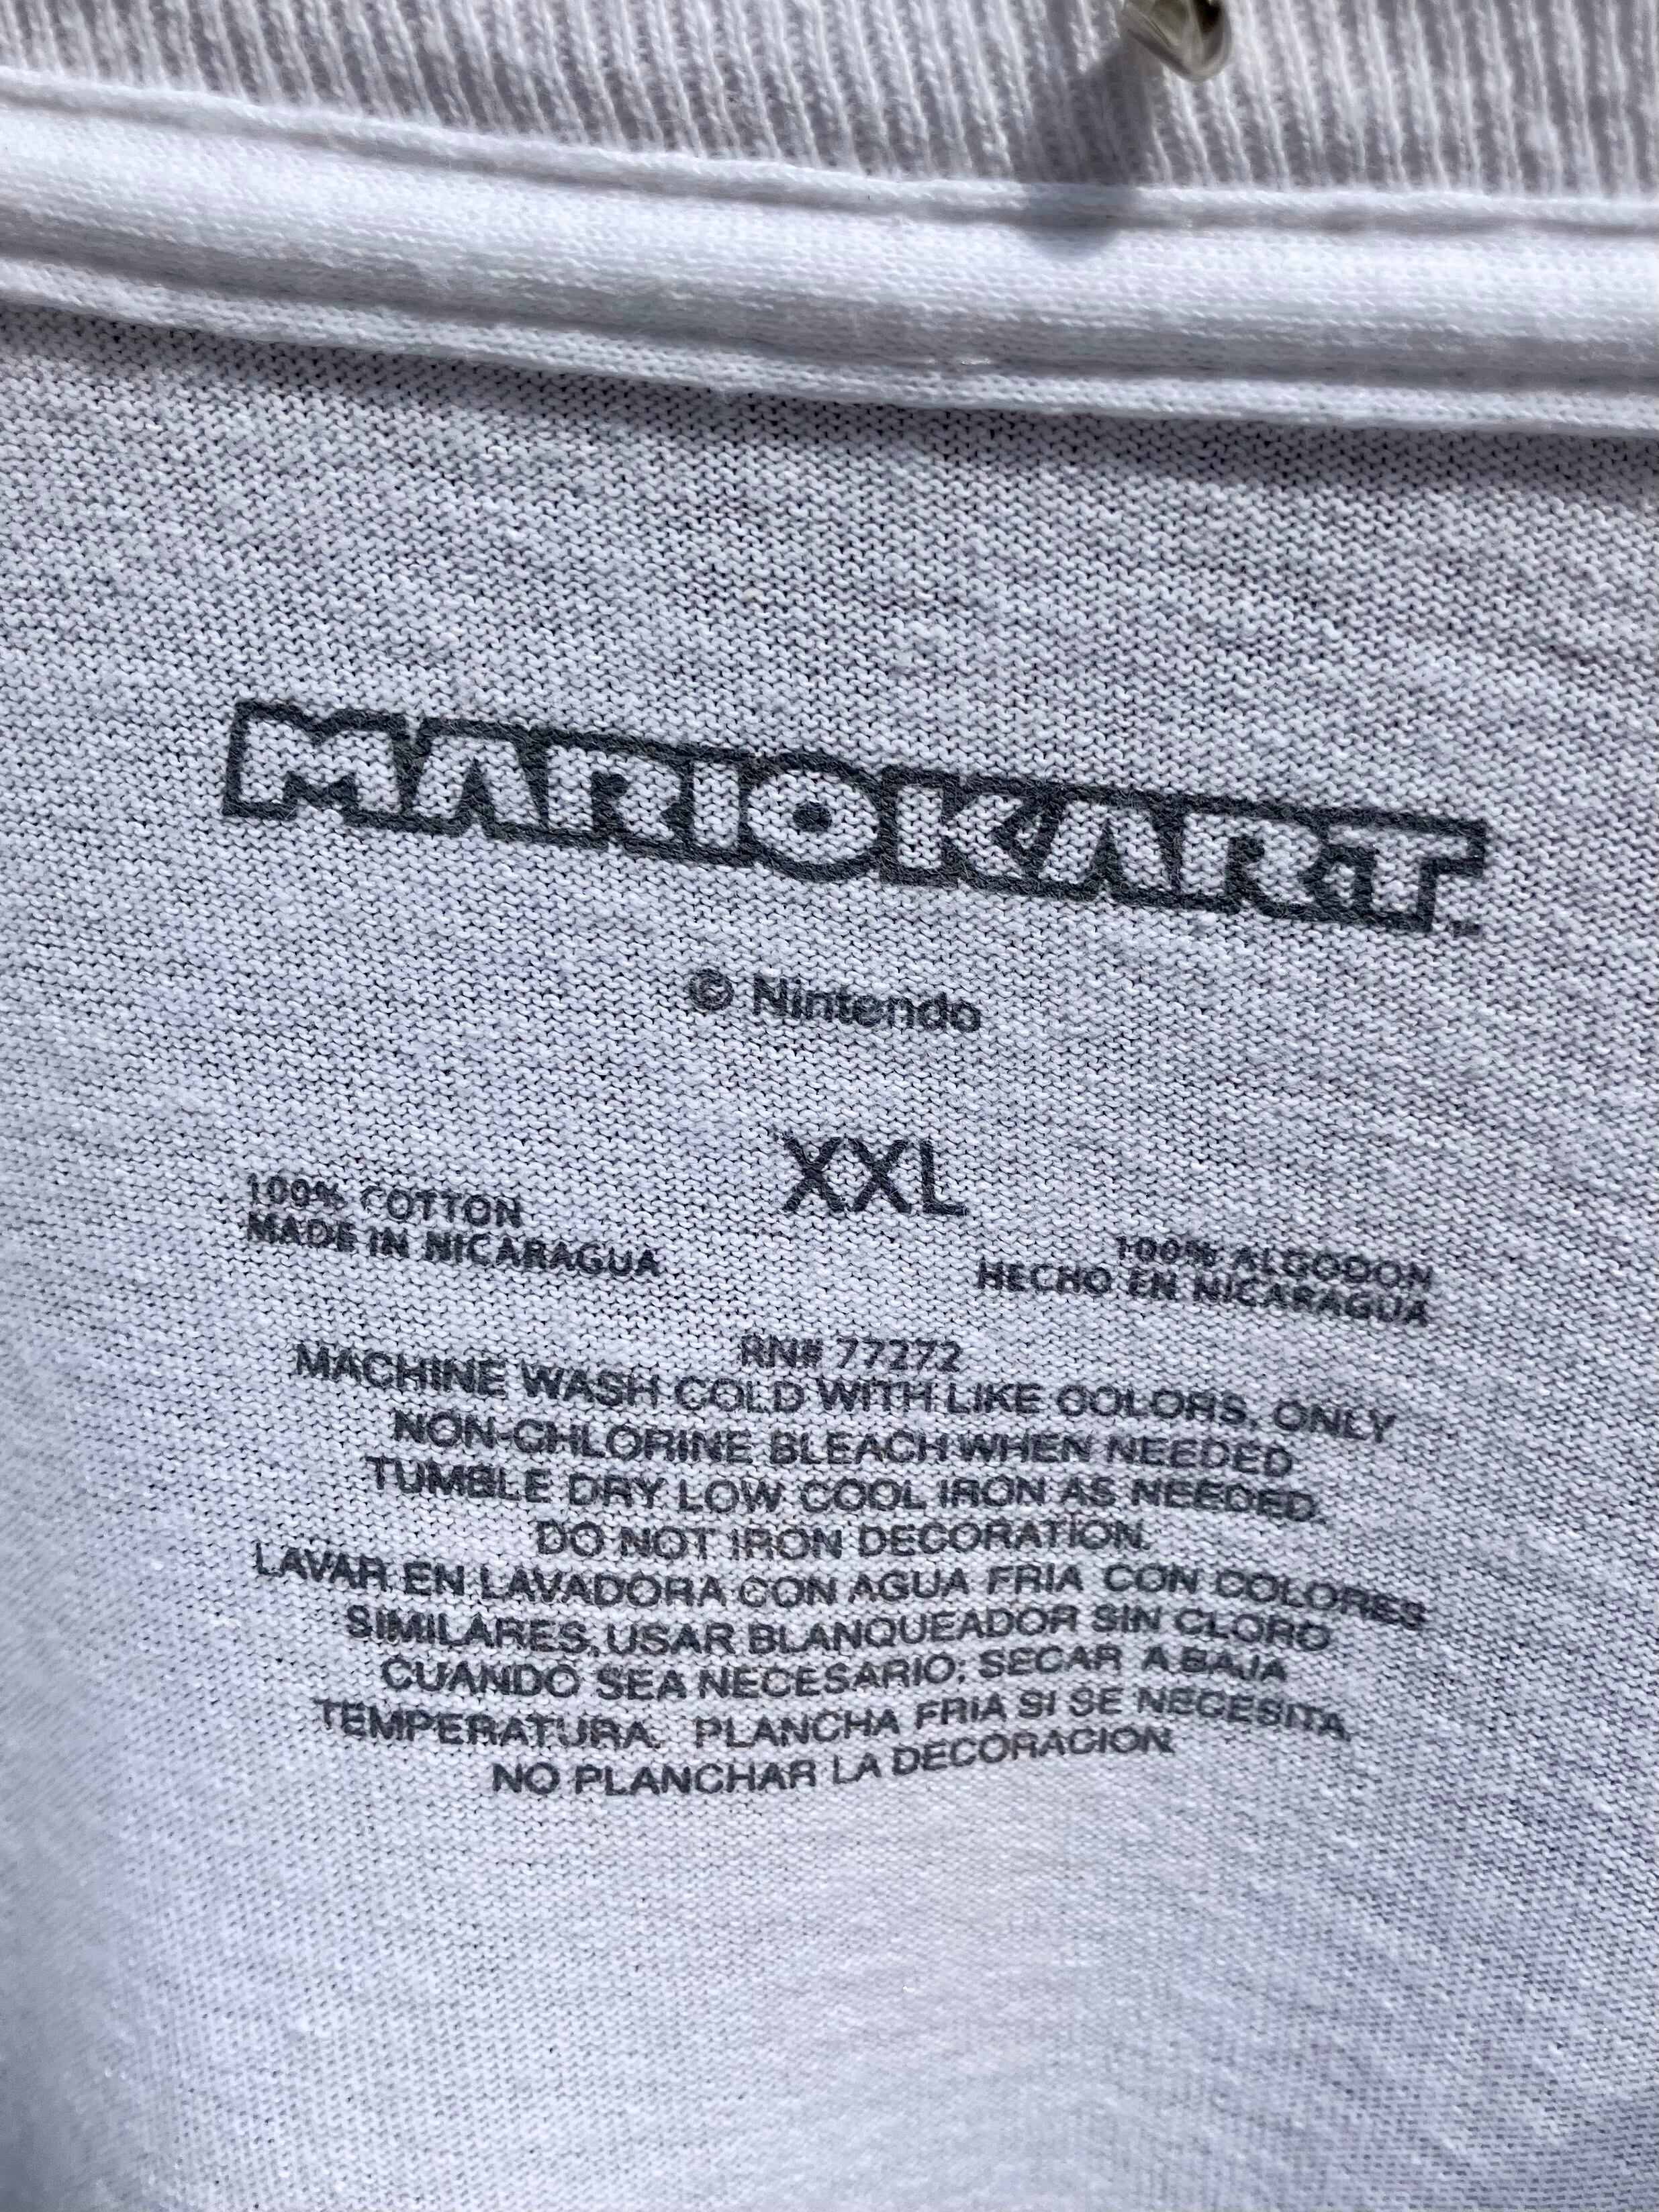 MARIOKART™
© Nintendo
XXL
100% COTTON
MADE IN NICARAGUA
100% ALGODON
HECHO EN NICARAGUA
RN# 77272
MACHINE WASH COLD WITH LIKE COLORS, ONLY
NON-CHLORINE BLEACH WHEN NEEDED
TUMBLE DRY LOW COOL IRON AS NEEDED.
DO NOT IRON DECORATION.
LAVAR EN LAVADORA CON AGUA FRIA CON COLORES
SIMILARES, USAR BLANQUEADOR SIN CLORO
CUANDO SEA NECESARIO; SECAR A BAJA
TEMPERATURA. PLANCHA FRIA SI SE NECESITA,
NO PLANCHAR LA DECORACION